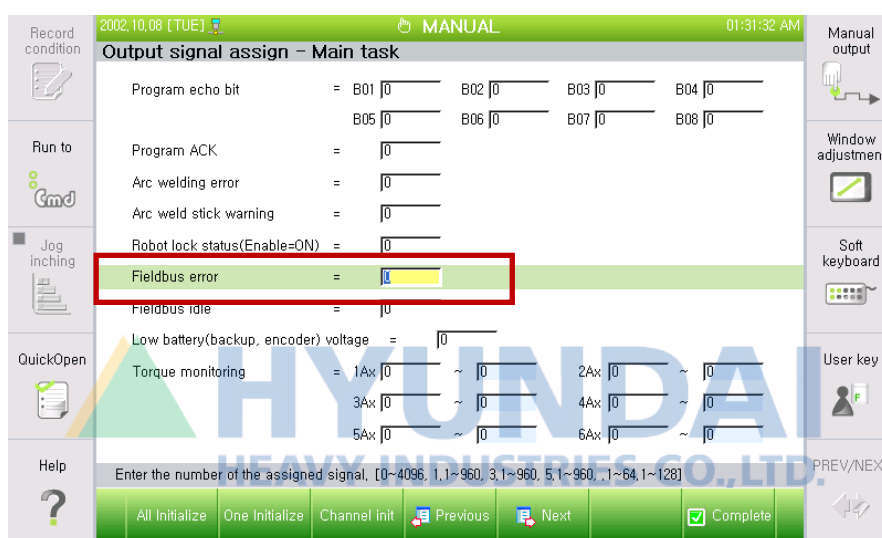 Record
condition
2002,10,08 [TUE]
MANUAL
01:31:32 AM
Manual
output
Output signal assign - Main task
Program echo bit = B01 0 B02 0 B03 0 B04 0
B05 0 B06 0 B07 0 B08 0
Run to
Cmd
Program ACK = 0
Window
adjustmen
Arc welding error = 0
Arc weld stick warning = 0
Jog
inching
Robot lock status(Enable=ON) = 0
Soft
keyboard
Fieldbus error = 0
Fieldbus idle = 0
Low battery(backup, encoder) voltage = 0
QuickOpen
Torque monitoring = 1Ax 0 ~ 0 2Ax 0 ~ 0
User key
F
3Ax 0 ~ 0 4Ax 0 ~ 0
5Ax 0 ~ 0 6Ax 0 ~ 0
HYUNDAI
HEAVY INDUSTRIES CO.,LTD.
Help
?
Enter the number of the assigned signal, [0~4096, 1,1~960, 3,1~960, 5,1~960, ,1~64,1~128]
PREV/NEX
All Initialize One Initialize Channel init Previous Next Complete